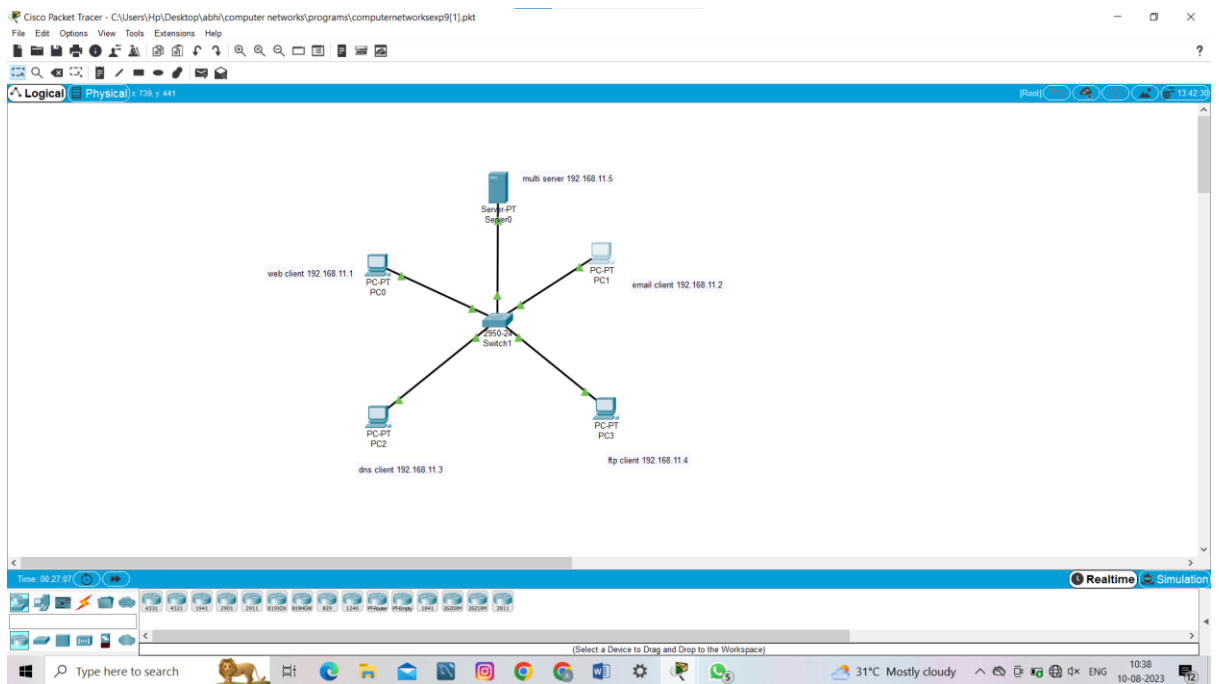 Cisco Packet Tracer - C:\Users\Hp\Desktop\abhi\computer networks\programs\computernetworksexp9[1].pkt
File Edit Options View Tools Extensions Help
?
Logical Physical x: 739, y: 441 [Root] 13:42:30
multi server 192.168.11.5
Server-PT
Server0
web client 192.168.11.1
PC-PT
PC0
PC-PT
PC1
email client 192.168.11.2
2950-24
Switch1
PC-PT
PC2
dns client 192.168.11.3
PC-PT
PC3
ftp client 192.168.11.4
Time: 00:27:07 Realtime Simulation
4331 4321 1941 2901 2911 819IOX 819HGW 829 1240 PT-Router PT-Empty 1841 2620XM 2621XM 2811
(Select a Device to Drag and Drop to the Workspace)
Type here to search 5 31°C Mostly cloudy ENG 10:38
10-08-2023 12